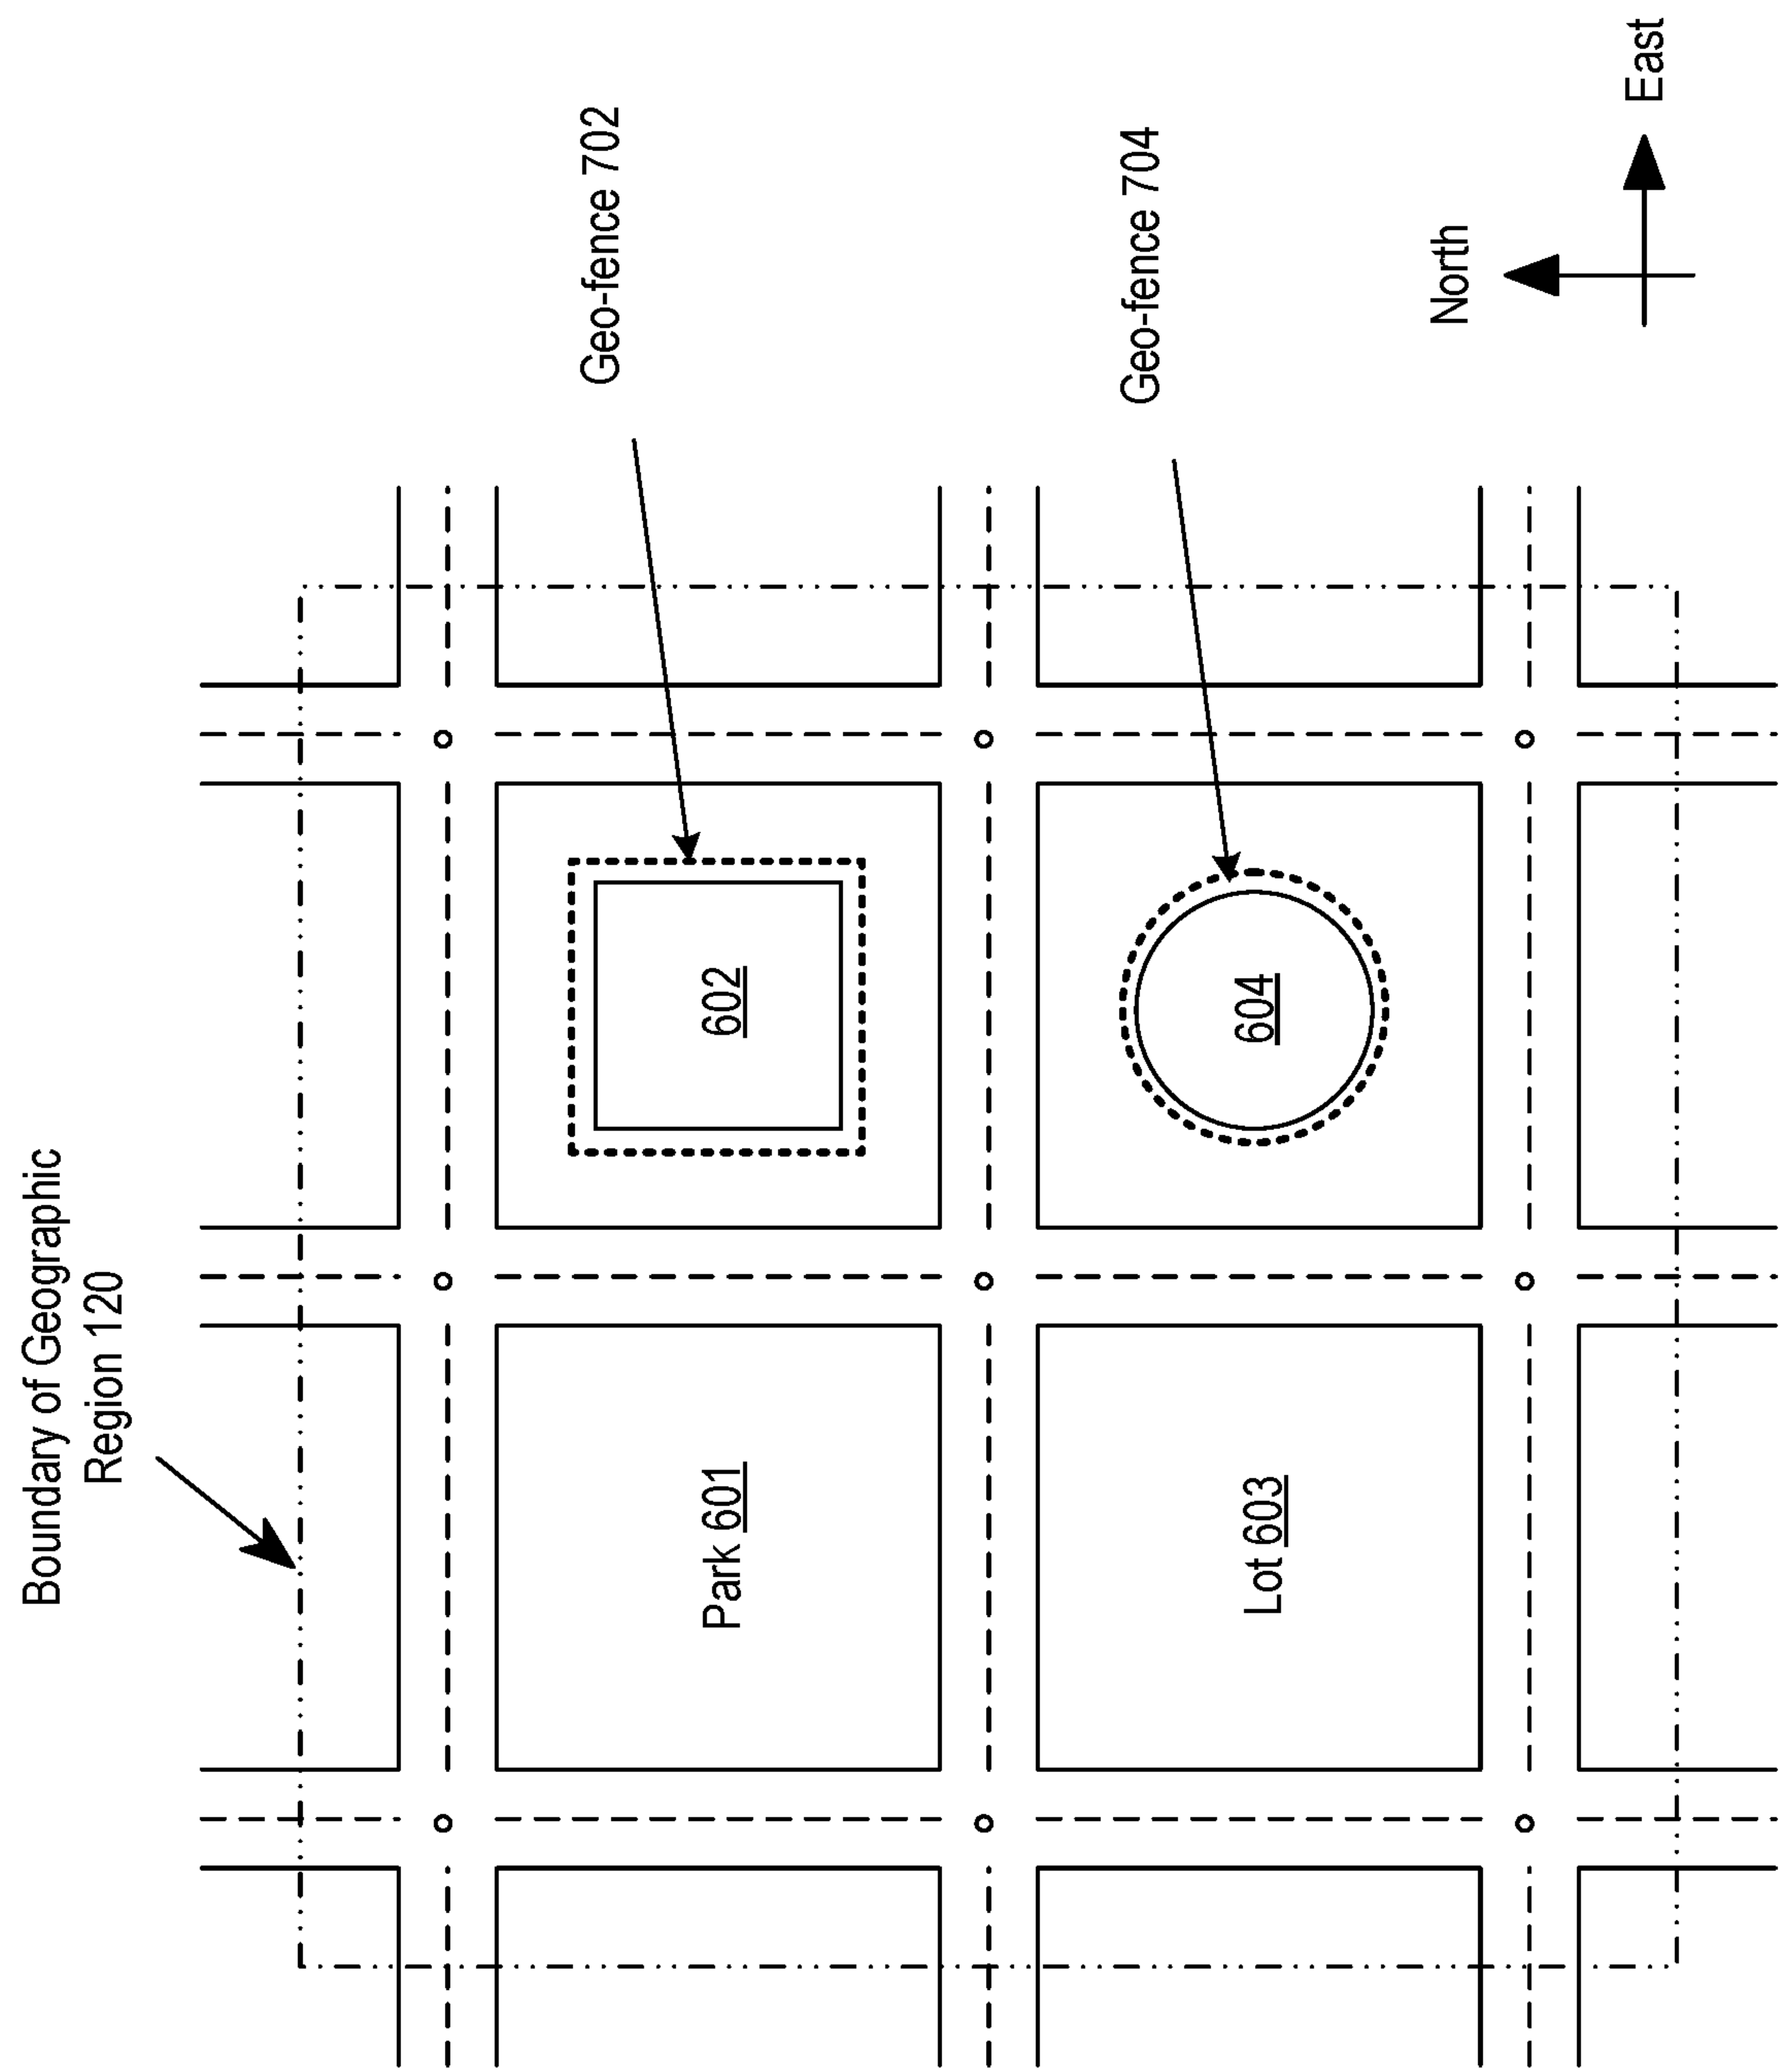 Boundary of Geographic
Region 120
Park 601
602
Geo-fence 702
Lot 603
604
Geo-fence 704
North
East